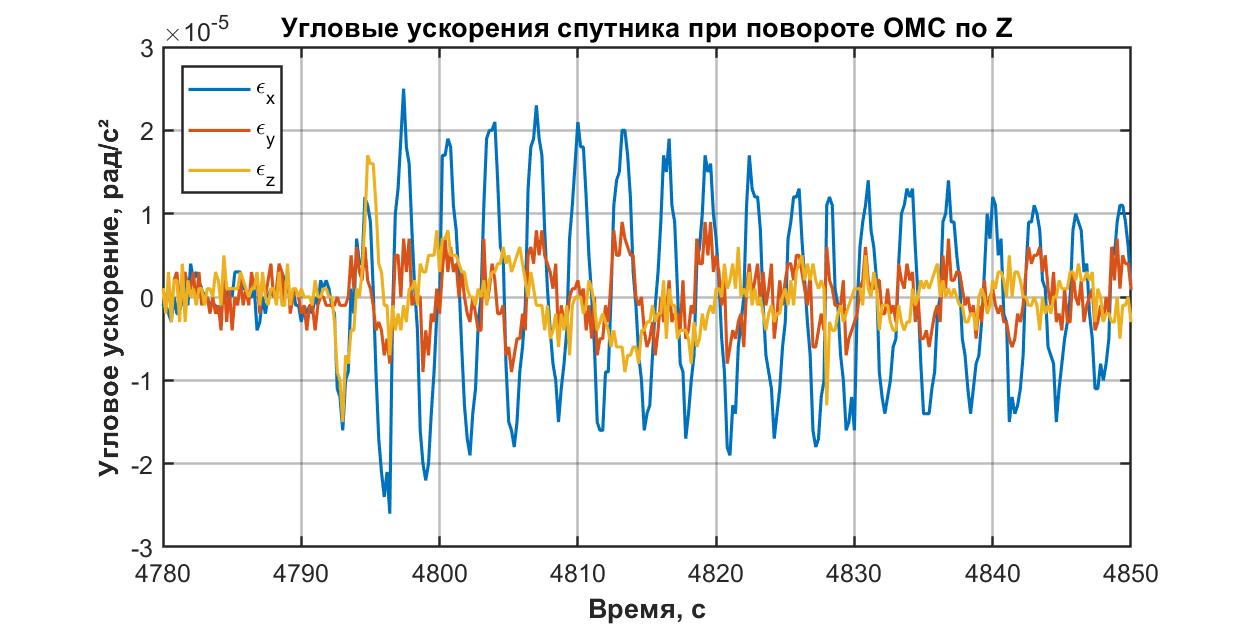 ×10⁻⁵
Угловые ускорения спутника при повороте ОМС по Z
3
2
1
0
-1
-2
-3
ϵx
ϵy
ϵz
Угловое ускорение, рад/с²
4780 4790 4800 4810 4820 4830 4840 4850
Время, с